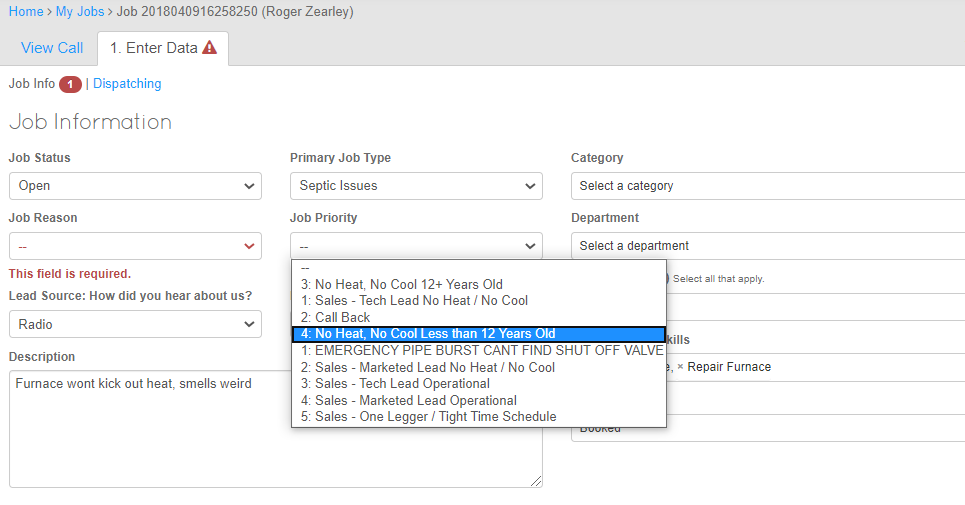 Home > My Jobs > Job 2018040916258250 (Roger Zearley)
View Call
1. Enter Data
Job Info 1 | Dispatching
Job Information
Job Status
Primary Job Type
Category
Open
Septic Issues
Select a category
Job Reason
Job Priority
Department
--
--
Select a department
This field is required.
--
Select all that apply.
3: No Heat, No Cool 12+ Years Old
Lead Source: How did you hear about us?
1: Sales - Tech Lead No Heat / No Cool
2: Call Back
Radio
4: No Heat, No Cool Less than 12 Years Old
kills
1: EMERGENCY PIPE BURST CANT FIND SHUT OFF VALVE
Description
2: Sales - Marketed Lead No Heat / No Cool
e, × Repair Furnace
Furnace wont kick out heat, smells weird
3: Sales - Tech Lead Operational
4: Sales - Marketed Lead Operational
5: Sales - One Legger / Tight Time Schedule
Booked